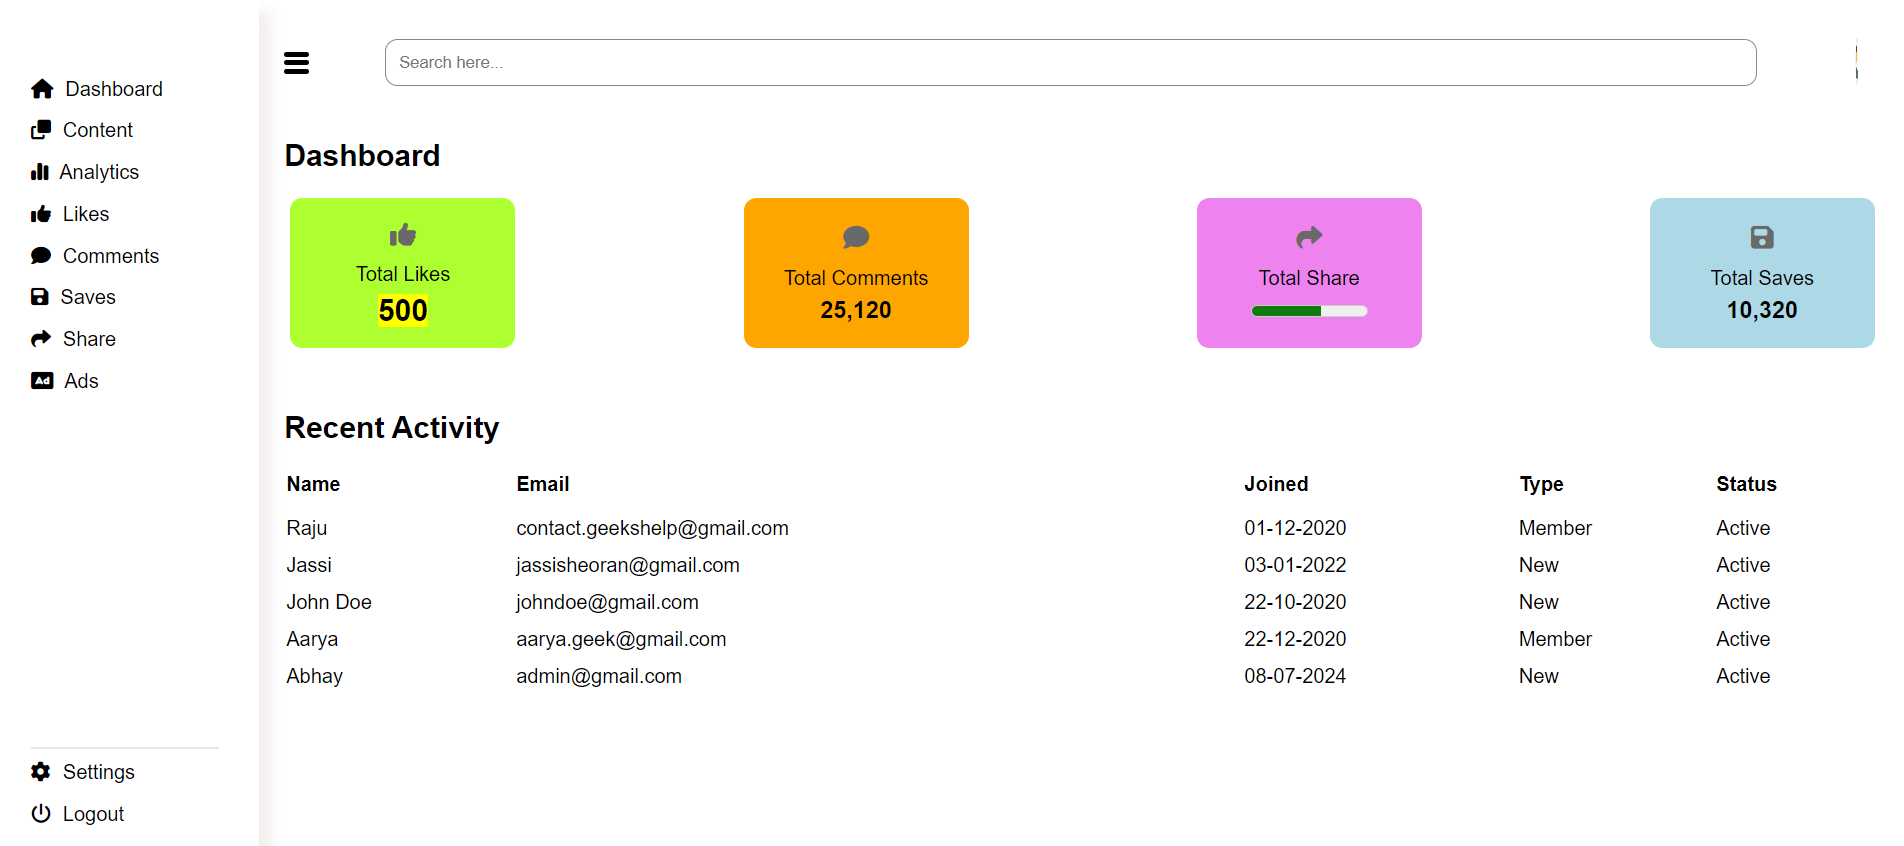 Dashboard
Content
Analytics
Likes
Comments
Saves
Share
Ad Ads
Settings
Logout
Search here...
Dashboard
Total Likes
500
Total Comments
25,120
Total Share
Total Saves
10,320
Recent Activity
Name Email Joined Type Status
Raju contact.geekshelp@gmail.com 01-12-2020 Member Active
Jassi jassisheoran@gmail.com 03-01-2022 New Active
John Doe johndoe@gmail.com 22-10-2020 New Active
Aarya aarya.geek@gmail.com 22-12-2020 Member Active
Abhay admin@gmail.com 08-07-2024 New Active